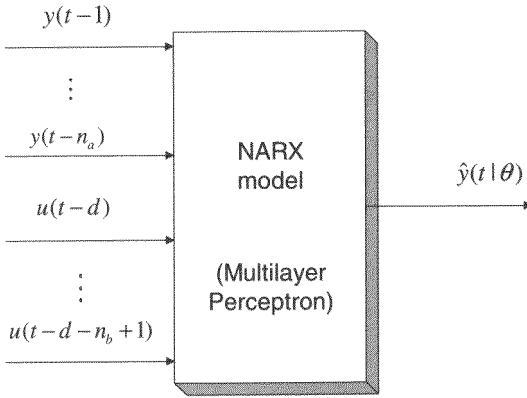 y(t−1)
⋮
y(t−n_a)
u(t−d)
⋮
u(t−d−n_b+1)
NARX
model
(Multilayer
Perceptron)
ŷ(t|θ)